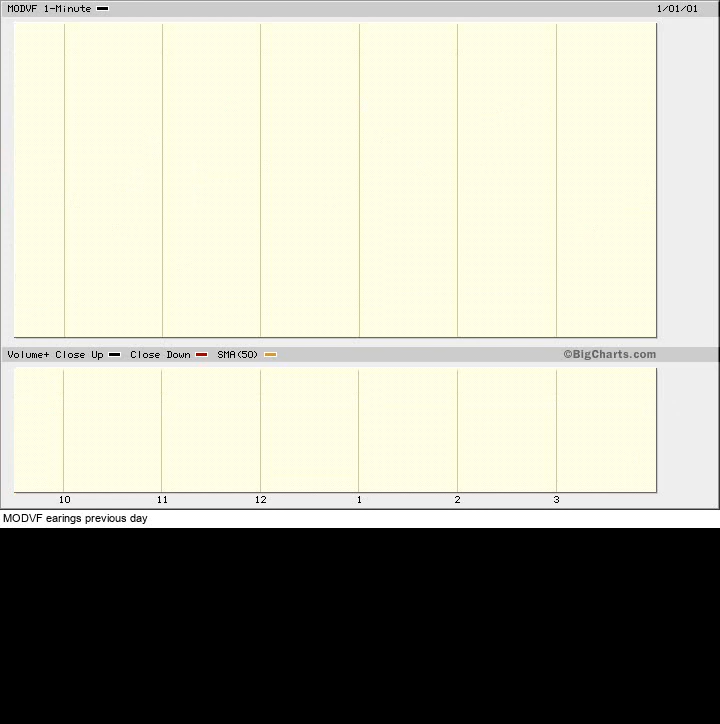 MODVF 1-Minute 1/01/01
Volume+ Close Up Close Down SMA(50) ©BigCharts.com
10 11 12 1 2 3
MODVF earings previous day